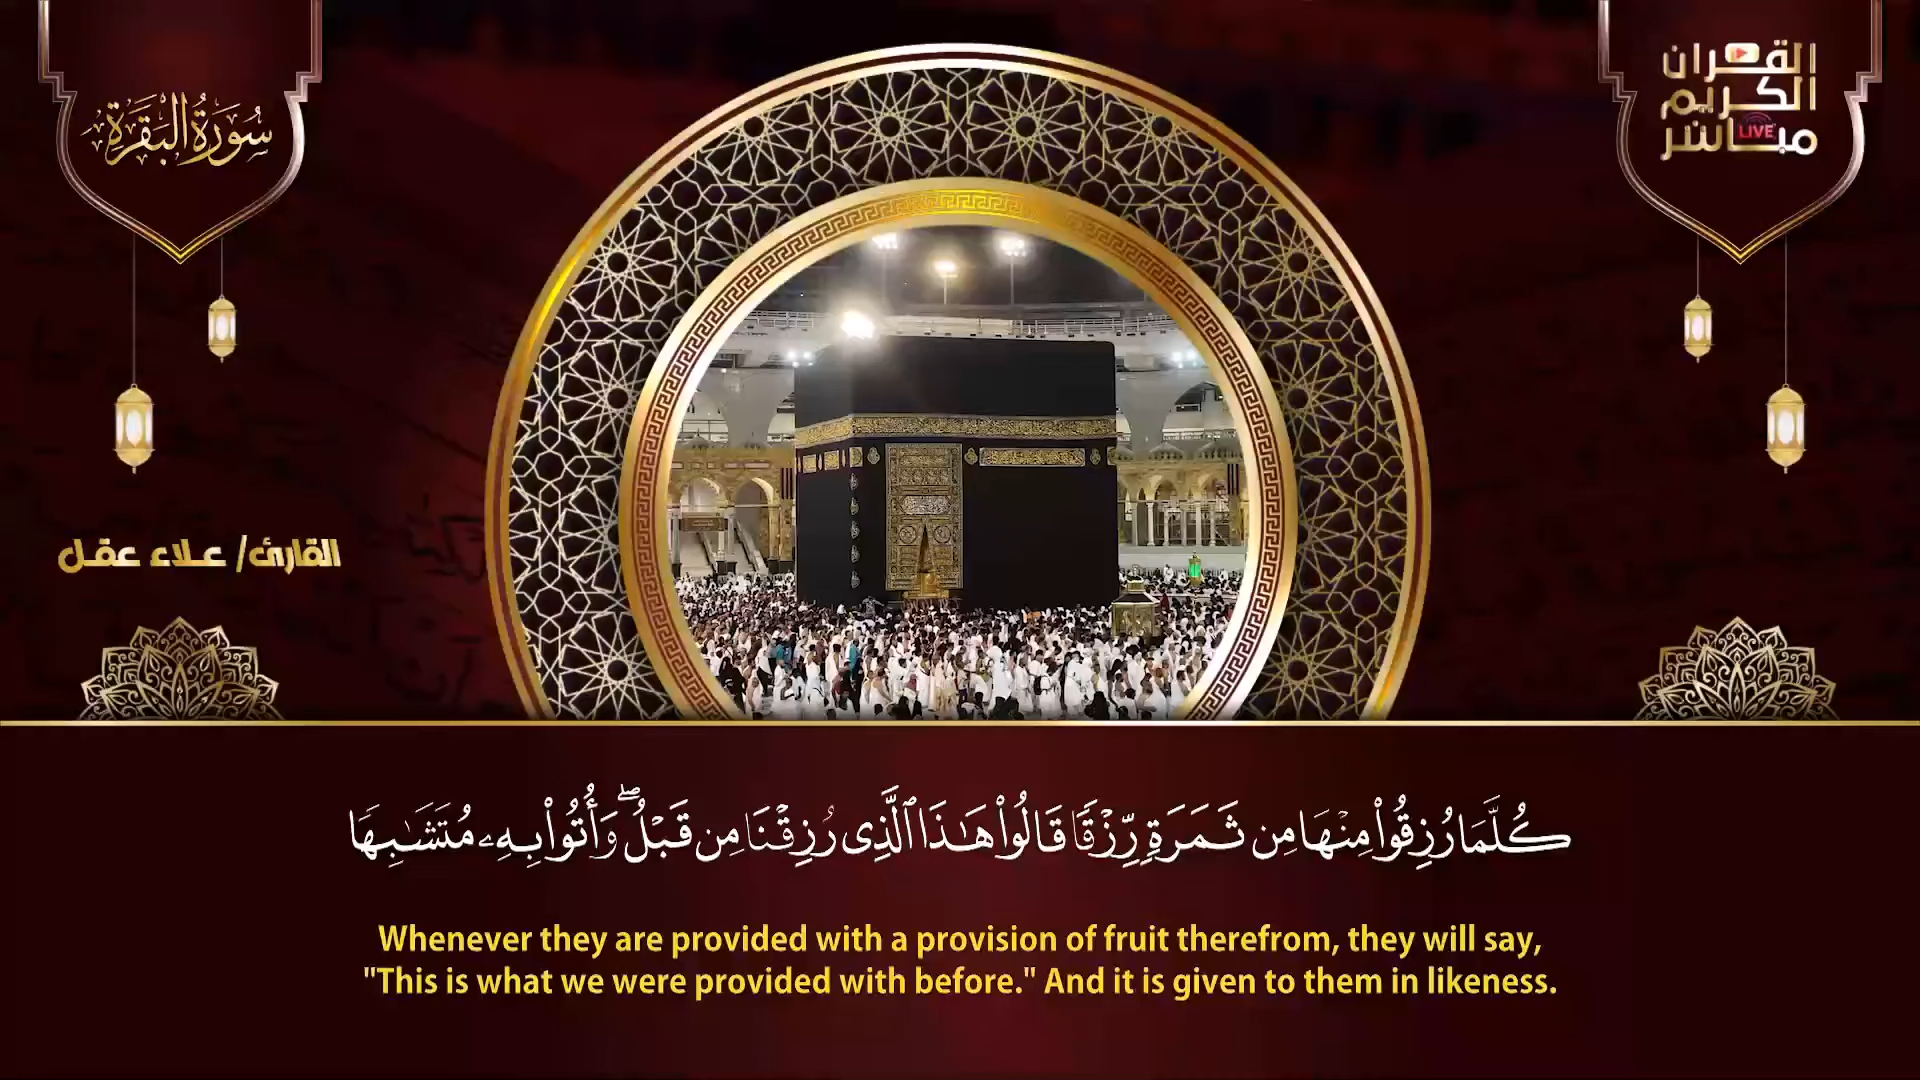 سُورَةُ البَقَرَةِ
القرآن
الكريم
مباشر
LIVE
القارئ/ علاء عقل
كُلَّمَا رُزِقُوا۟ مِنْهَا مِن ثَمَرَةٍ رِّزْقًا قَالُوا۟ هَـٰذَا ٱلَّذِى رُزِقْنَا مِن قَبْلُ ۖ وَأُتُوا۟ بِهِۦ مُتَشَـٰبِهًا
Whenever they are provided with a provision of fruit therefrom, they will say,
"This is what we were provided with before." And it is given to them in likeness.